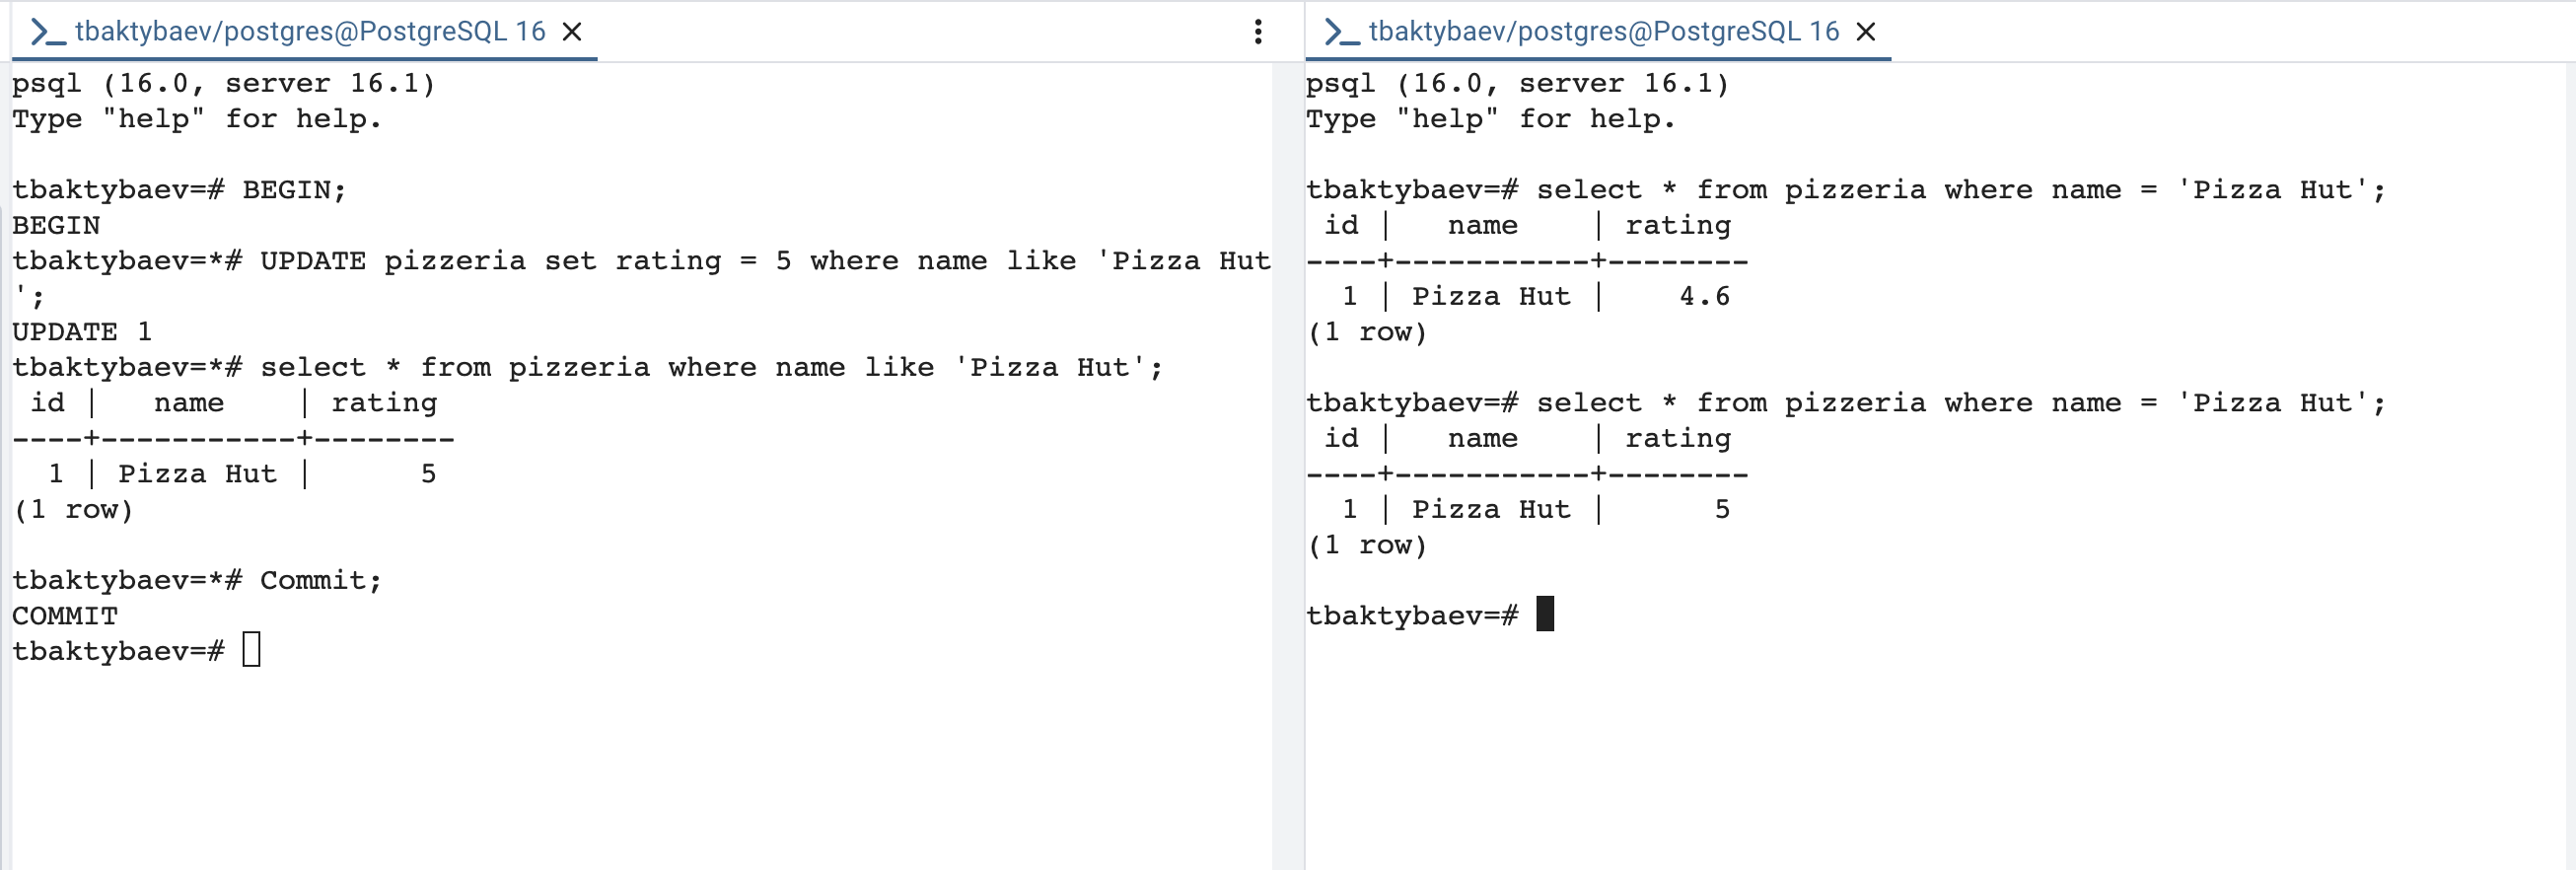 tbaktybaev/postgres@PostgreSQL 16
psql (16.0, server 16.1)
Type "help" for help.
tbaktybaev=# BEGIN;
BEGIN
tbaktybaev=*# UPDATE pizzeria set rating = 5 where name like 'Pizza Hut
';
UPDATE 1
tbaktybaev=*# select * from pizzeria where name like 'Pizza Hut';
 id |   name    | rating
----+-----------+--------
  1 | Pizza Hut |      5
(1 row)
tbaktybaev=*# Commit;
COMMIT
tbaktybaev=#
tbaktybaev/postgres@PostgreSQL 16
psql (16.0, server 16.1)
Type "help" for help.
tbaktybaev=# select * from pizzeria where name = 'Pizza Hut';
 id |   name    | rating
----+-----------+--------
  1 | Pizza Hut |    4.6
(1 row)
tbaktybaev=# select * from pizzeria where name = 'Pizza Hut';
 id |   name    | rating
----+-----------+--------
  1 | Pizza Hut |      5
(1 row)
tbaktybaev=#